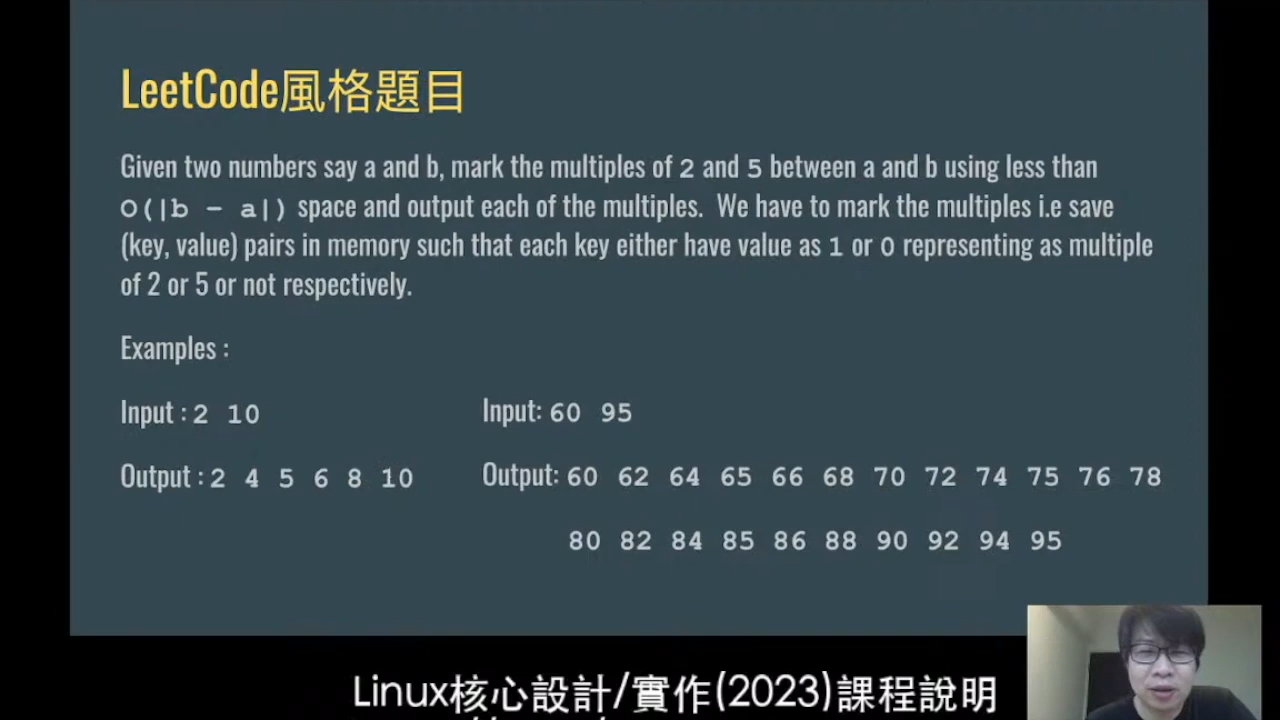 LeetCode風格題目
Given two numbers say a and b, mark the multiples of 2 and 5 between a and b using less than
O(|b - a|) space and output each of the multiples. We have to mark the multiples i.e save
(key, value) pairs in memory such that each key either have value as 1 or 0 representing as multiple
of 2 or 5 or not respectively.
Examples :
Input : 2 10
Output : 2 4 5 6 8 10
Input: 60 95
Output: 60 62 64 65 66 68 70 72 74 75 76 78
80 82 84 85 86 88 90 92 94 95
Linux核心設計/實作(2023)課程說明